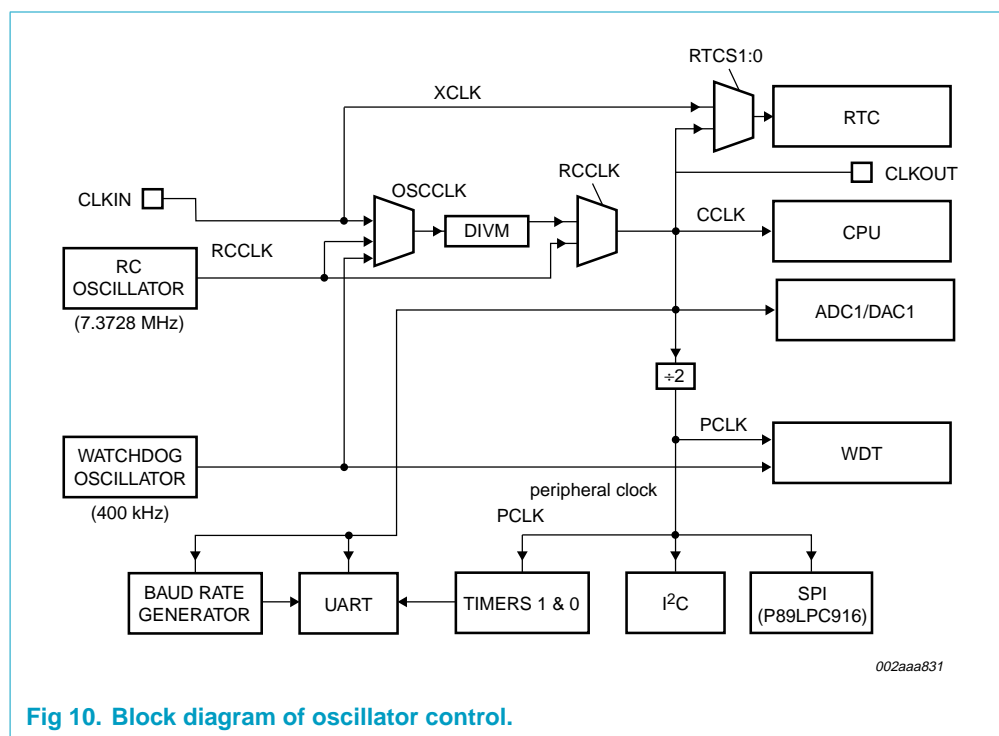 RTCS1:0
XCLK
RTC
CLKIN
OSCCLK
RCCLK
CLKOUT
DIVM
CCLK
CPU
RCCLK
RC
OSCILLATOR
(7.3728 MHz)
ADC1/DAC1
÷2
PCLK
WDT
WATCHDOG
OSCILLATOR
(400 kHz)
peripheral clock
PCLK
BAUD RATE
GENERATOR
UART
TIMERS 1 & 0
I²C
SPI
(P89LPC916)
002aaa831
Fig 10. Block diagram of oscillator control.